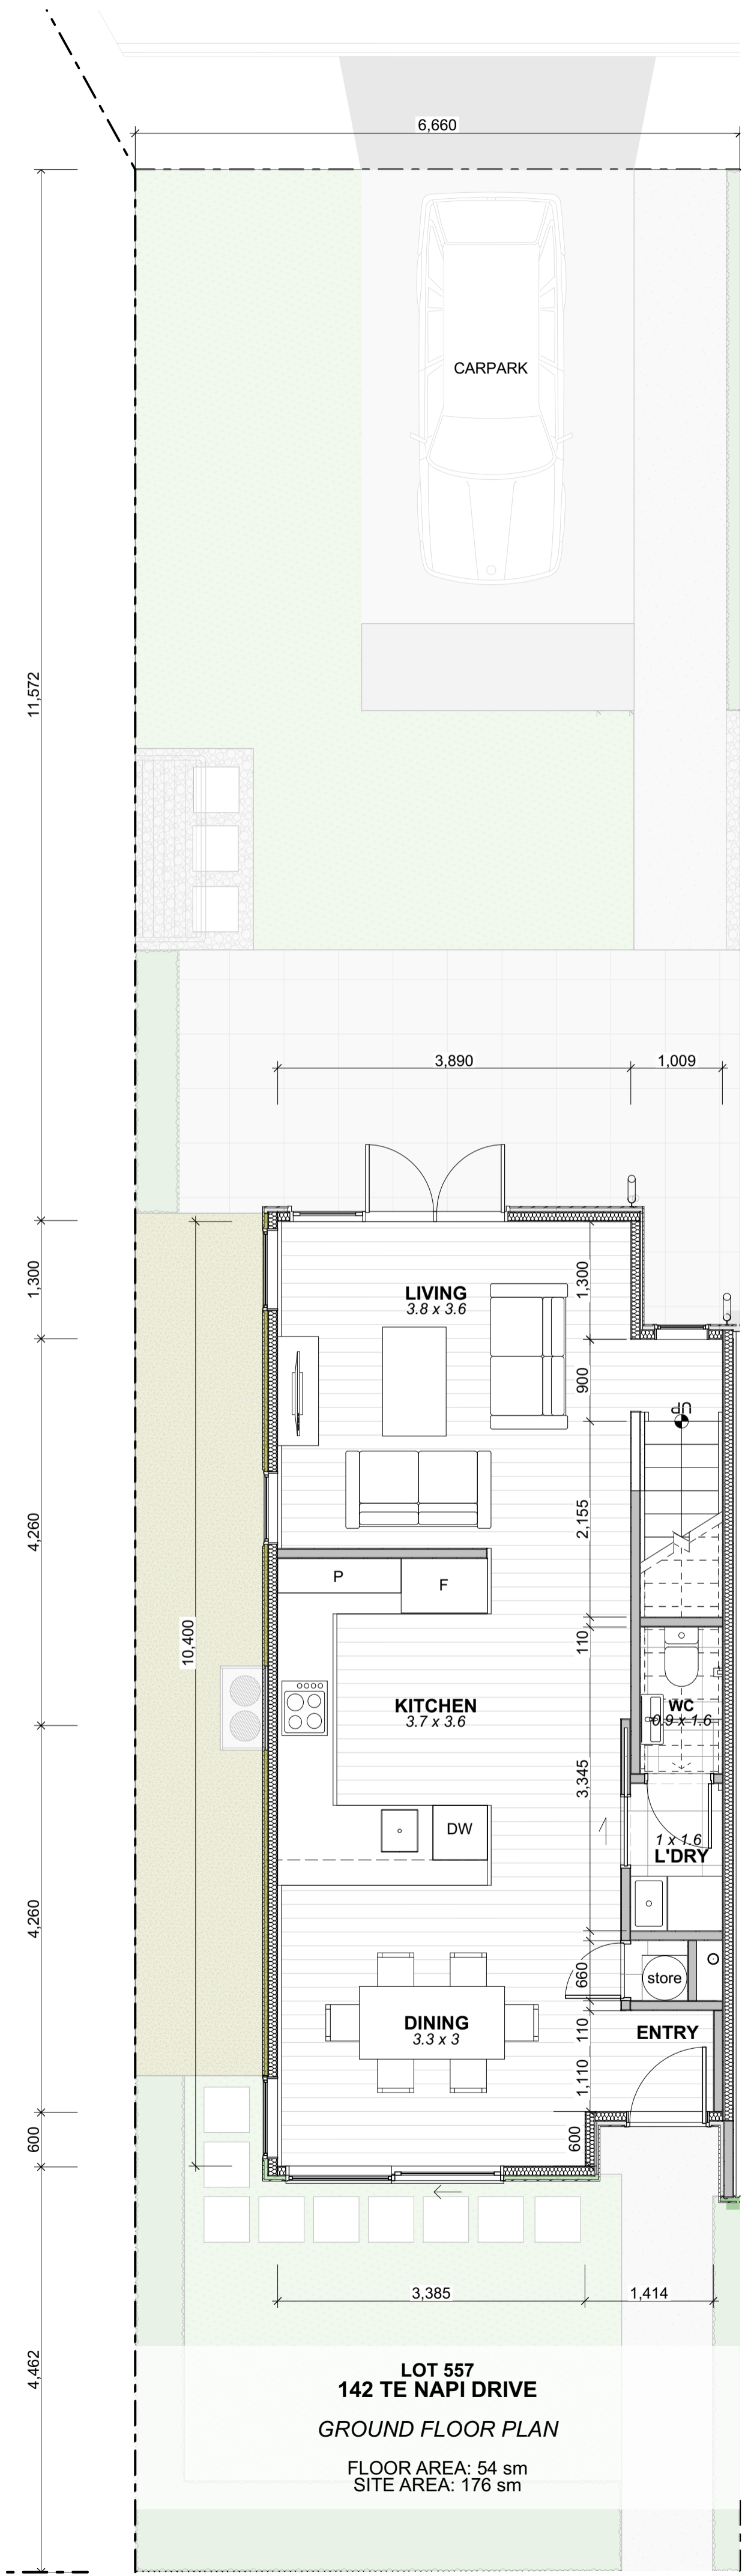 6,660
CARPARK
11,572
3,890
1,009
1,300
LIVING
3.8 x 3.6
1,300
900
UP
4,260
2,155
P
F
10,400
110
KITCHEN
3.7 x 3.6
WC
0.9 x 1.6
3,345
DW
1 x 1.6
L'DRY
4,260
660
store
DINING
3.3 x 3
ENTRY
110
1,110
600
600
3,385
1,414
4,462
LOT 557
142 TE NAPI DRIVE
GROUND FLOOR PLAN
FLOOR AREA: 54 sm
SITE AREA: 176 sm